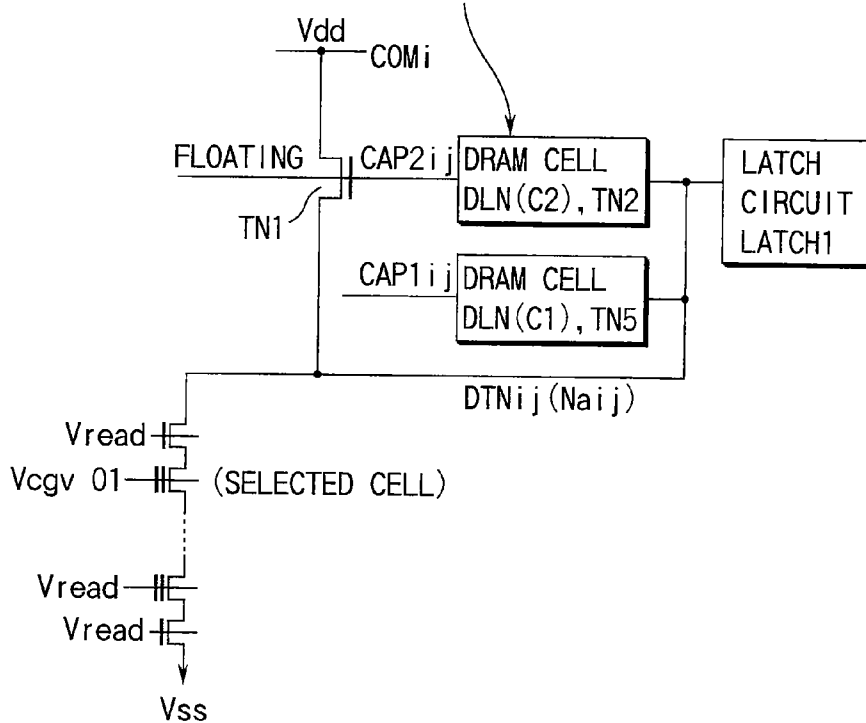 Vdd
COMi
FLOATING
CAP2ij
DRAM CELL
DLN(C2), TN2
LATCH
CIRCUIT
LATCH1
TN1
CAP1ij
DRAM CELL
DLN(C1), TN5
DTNij(Naij)
Vread
Vcgv 01
(SELECTED CELL)
Vread
Vread
Vss